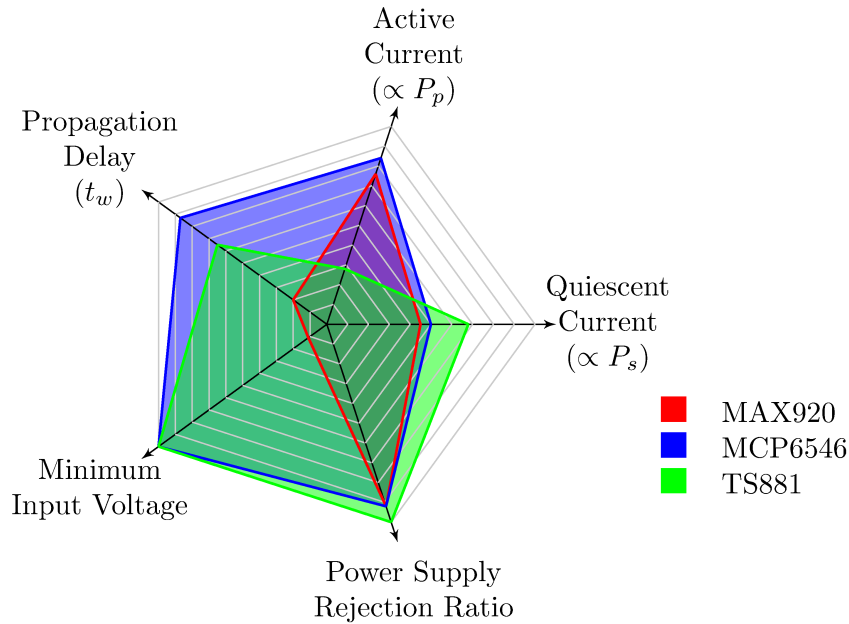 Active
Current
(∝ P_p)
Propagation
Delay
(t_w)
Quiescent
Current
(∝ P_s)
MAX920
MCP6546
TS881
Minimum
Input Voltage
Power Supply
Rejection Ratio